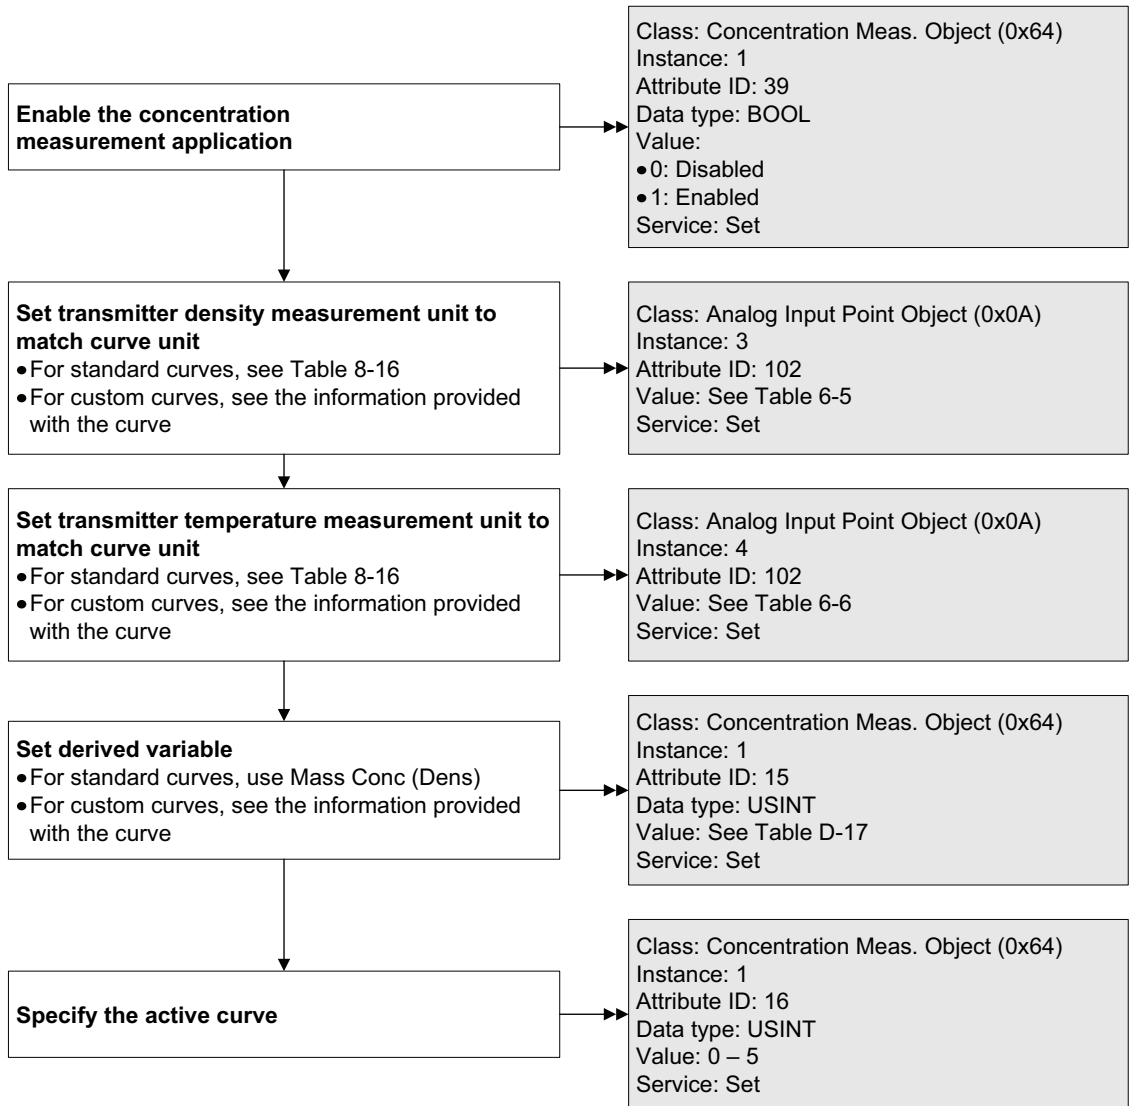 Enable the concentration
measurement application
Class: Concentration Meas. Object (0x64)
Instance: 1
Attribute ID: 39
Data type: BOOL
Value:
•0: Disabled
•1: Enabled
Service: Set
Set transmitter density measurement unit to
match curve unit
•For standard curves, see Table 8-16
•For custom curves, see the information provided
with the curve
Class: Analog Input Point Object (0x0A)
Instance: 3
Attribute ID: 102
Value: See Table 6-5
Service: Set
Set transmitter temperature measurement unit to
match curve unit
•For standard curves, see Table 8-16
•For custom curves, see the information provided
with the curve
Class: Analog Input Point Object (0x0A)
Instance: 4
Attribute ID: 102
Value: See Table 6-6
Service: Set
Set derived variable
•For standard curves, use Mass Conc (Dens)
•For custom curves, see the information provided
with the curve
Class: Concentration Meas. Object (0x64)
Instance: 1
Attribute ID: 15
Data type: USINT
Value: See Table D-17
Service: Set
Specify the active curve
Class: Concentration Meas. Object (0x64)
Instance: 1
Attribute ID: 16
Data type: USINT
Value: 0 – 5
Service: Set